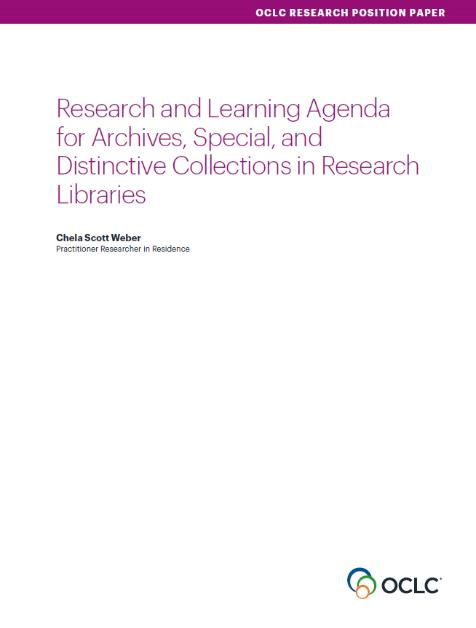 OCLC RESEARCH POSITION PAPER
Research and Learning Agenda
for Archives, Special, and
Distinctive Collections in Research
Libraries
Chela Scott Weber
Practitioner Researcher in Residence
OCLC